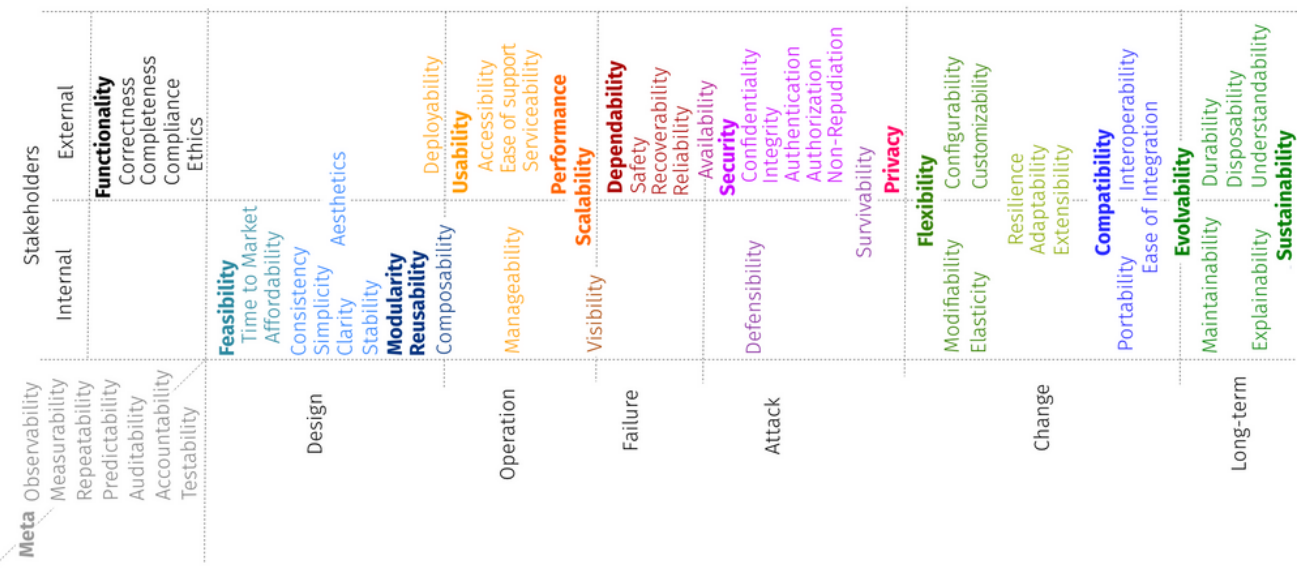 Stakeholders
External
Internal
Functionality
Correctness
Completeness
Compliance
Ethics
Feasibility
Time to Market
Affordability
Consistency
Simplicity
Clarity
Aesthetics
Stability
Modularity
Reusability
Composability
Deployability
Usability
Accessibility
Ease of support
Serviceability
Manageability
Performance
Scalability
Visibility
Dependability
Safety
Recoverability
Reliability
Availability
Security
Confidentiality
Integrity
Authentication
Authorization
Non-Repudiation
Defensibility
Survivability
Privacy
Flexibility
Configurability
Customizability
Modifiability
Elasticity
Resilience
Adaptability
Extensibility
Compatibility
Interoperability
Ease of Integration
Portability
Evolvability
Durability
Disposability
Understandability
Maintainability
Explainability
Sustainability
Meta
Observability
Measurability
Repeatability
Predictability
Auditability
Accountability
Testability
Design
Operation
Failure
Attack
Change
Long-term